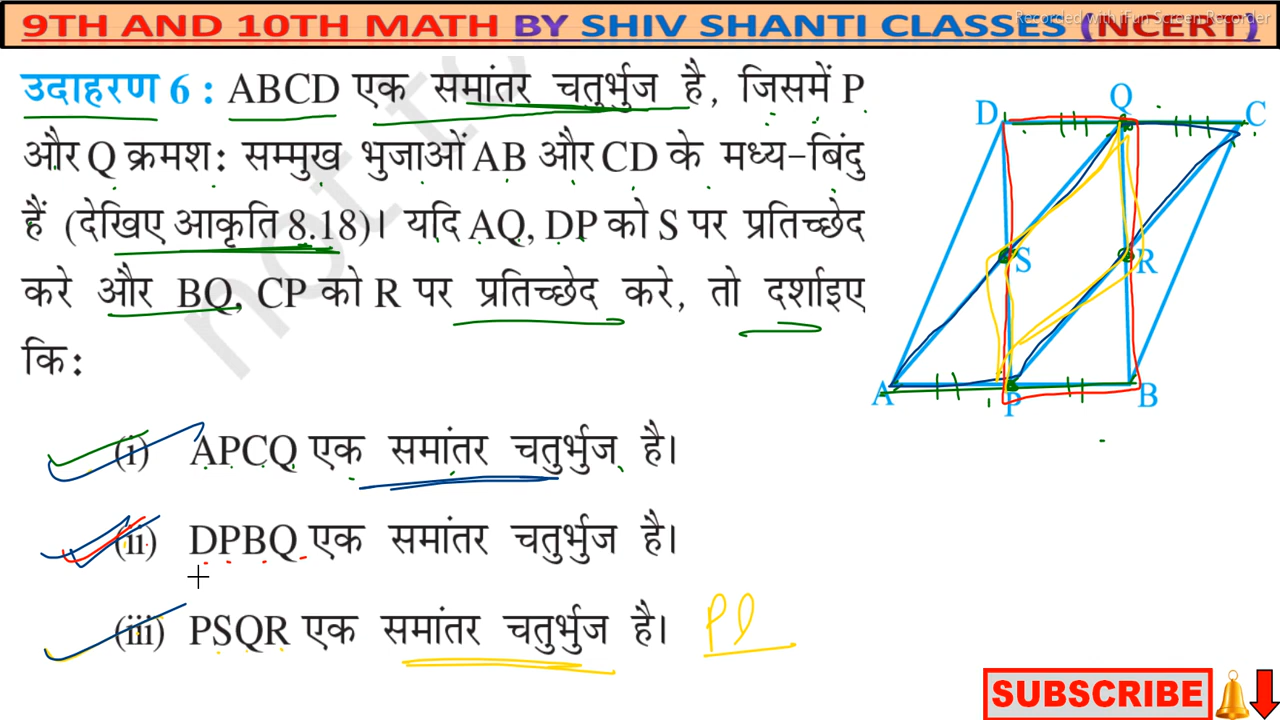 Recorded with iFun Screen Recorder
9TH AND 10TH MATH BY SHIV SHANTI CLASSES (NCERT)
उदाहरण 6 : ABCD एक समांतर चतुर्भुज है, जिसमें P
और Q क्रमश: सम्मुख भुजाओं AB और CD के मध्य-बिंदु
हैं (देखिए आकृति 8.18)। यदि AQ, DP को S पर प्रतिच्छेद
करे और BQ, CP को R पर प्रतिच्छेद करे, तो दर्शाइए
कि:
(i) APCQ एक समांतर चतुर्भुज है।
(ii) DPBQ एक समांतर चतुर्भुज है।
(iii) PSQR एक समांतर चतुर्भुज है।
D Q C
S R
A P B
not
SUBSCRIBE